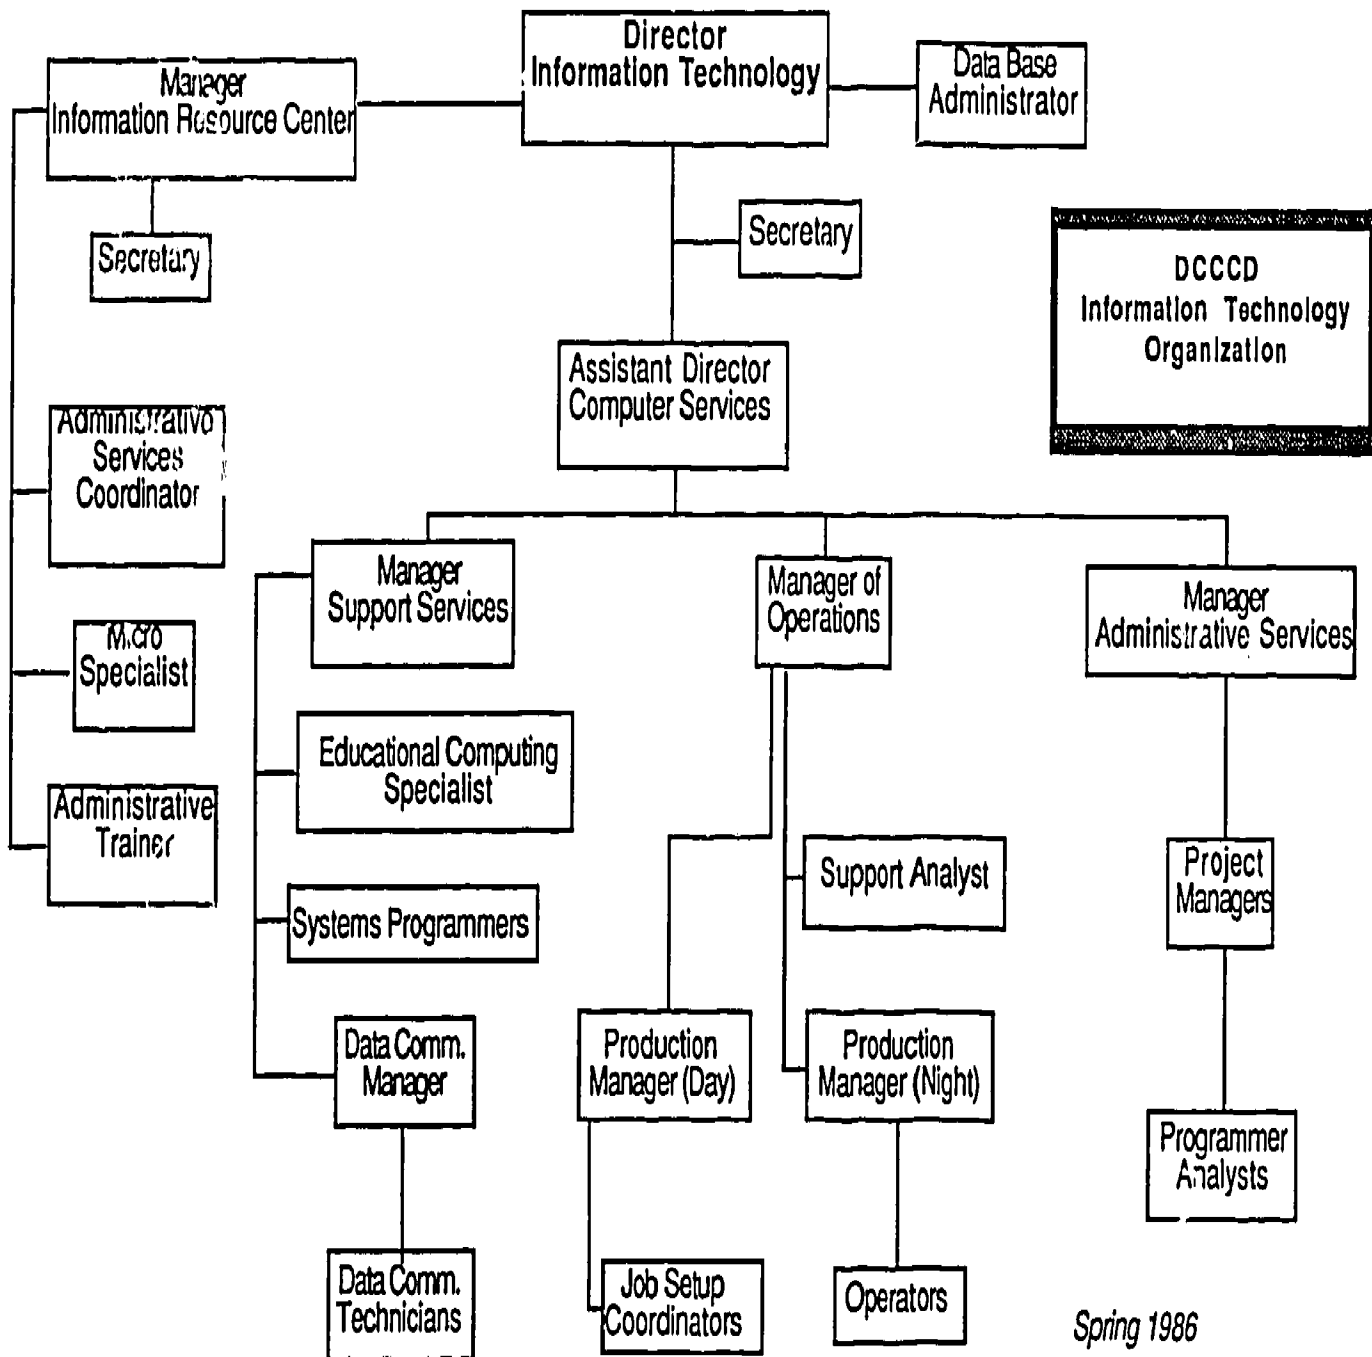 Director
Information Technology
Manager
Information Resource Center
Data Base
Administrator
Secretary
Secretary
DCCCD
Information Technology
Organization
Assistant Director
Computer Services
Administrative
Services
Coordinator
Manager
Support Services
Manager of
Operations
Manager
Administrative Services
Micro
Specialist
Educational Computing
Specialist
Administrative
Trainer
Support Analyst
Project
Managers
Systems Programmers
Data Comm.
Manager
Production
Manager (Day)
Production
Manager (Night)
Programmer
Analysts
Data Comm.
Technicians
Job Setup
Coordinators
Operators
Spring 1986